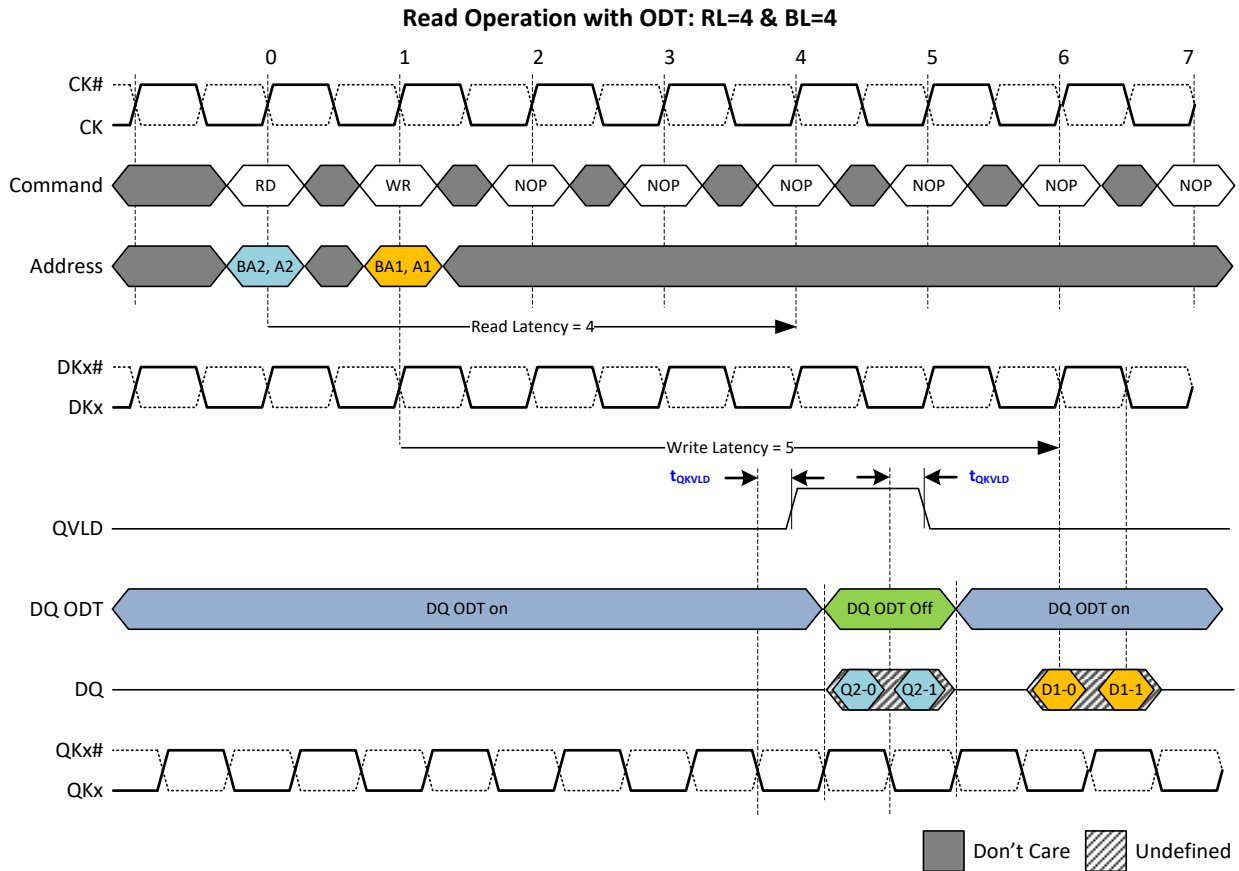 Read Operation with ODT: RL=4 & BL=4
0 1 2 3 4 5 6 7
CK#
CK
Command RD WR NOP NOP NOP NOP NOP NOP
Address BA2, A2 BA1, A1
Read Latency = 4
DKx#
DKx
Write Latency = 5
tQKVLD tQKVLD
QVLD
DQ ODT DQ ODT on DQ ODT Off DQ ODT on
DQ Q2-0 Q2-1 D1-0 D1-1
QKx#
QKx
Don't Care Undefined